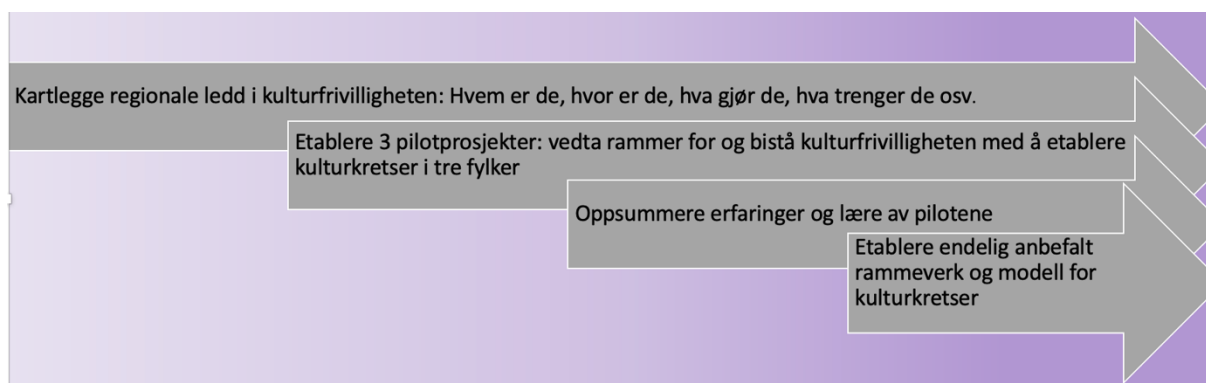 Kartlegge regionale ledd i kulturfrivilligheten: Hvem er de, hvor er de, hva gjør de, hva trenger de osv.
Etablere 3 pilotprosjekter: vedta rammer for og bistå kulturfrivilligheten med å etablere
kulturkretser i tre fylker
Oppsummere erfaringer og lære av pilotene
Etablere endelig anbefalt
rammeverk og modell for
kulturkretser